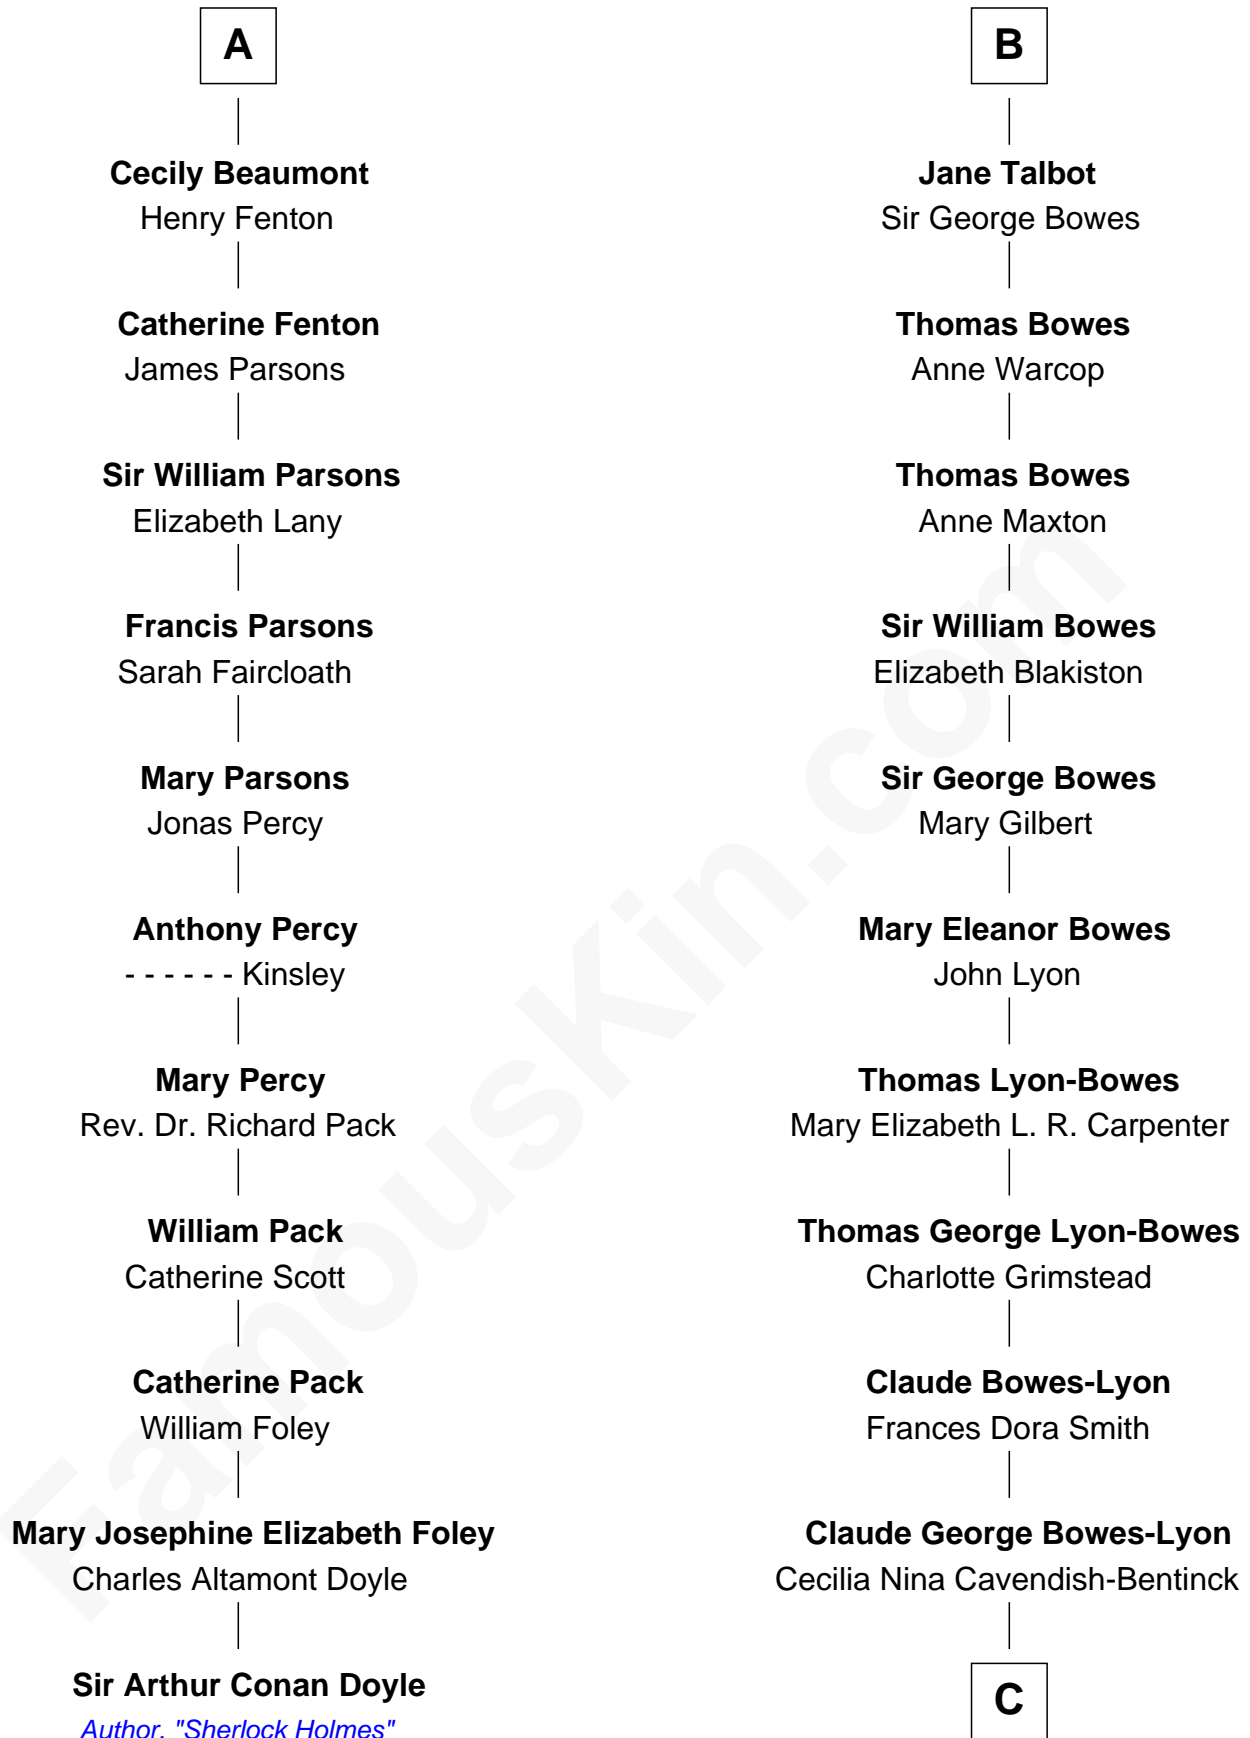 A
Cecily Beaumont
Henry Fenton
Catherine Fenton
James Parsons
Sir William Parsons
Elizabeth Lany
Francis Parsons
Sarah Faircloath
Mary Parsons
Jonas Percy
Anthony Percy
- - - - - - Kinsley
Mary Percy
Rev. Dr. Richard Pack
William Pack
Catherine Scott
Catherine Pack
William Foley
Mary Josephine Elizabeth Foley
Charles Altamont Doyle
Sir Arthur Conan Doyle
Author, "Sherlock Holmes"
B
Jane Talbot
Sir George Bowes
Thomas Bowes
Anne Warcop
Thomas Bowes
Anne Maxton
Sir William Bowes
Elizabeth Blakiston
Sir George Bowes
Mary Gilbert
Mary Eleanor Bowes
John Lyon
Thomas Lyon-Bowes
Mary Elizabeth L. R. Carpenter
Thomas George Lyon-Bowes
Charlotte Grimstead
Claude Bowes-Lyon
Frances Dora Smith
Claude George Bowes-Lyon
Cecilia Nina Cavendish-Bentinck
C
FamousKin.com